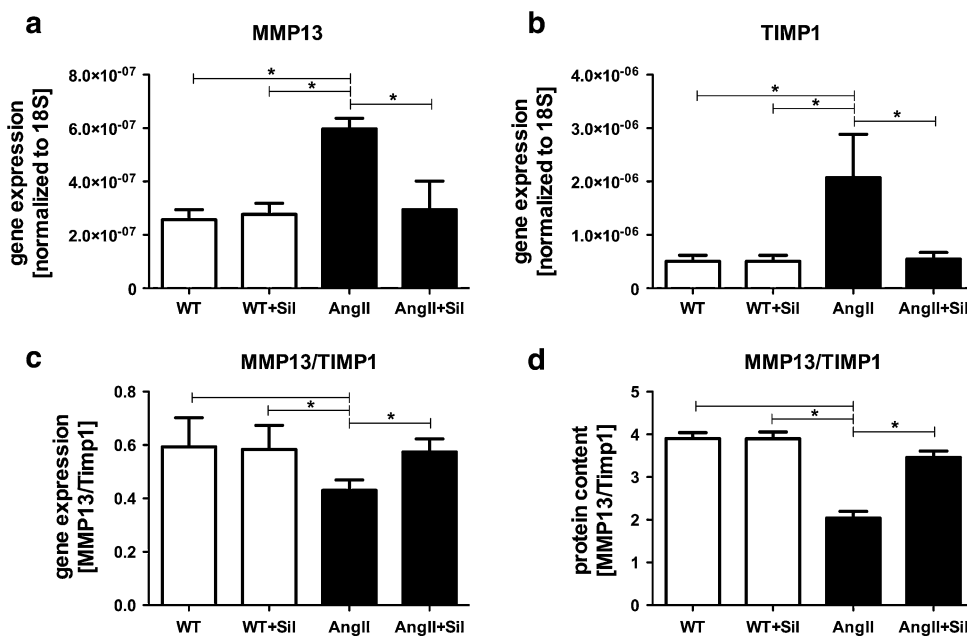 a
MMP13
gene expression
[normalized to 18S]
8.0×10-07
6.0×10-07
4.0×10-07
2.0×10-07
0
*
*
*
WT
WT+Sil
AngII
AngII+Sil
b
TIMP1
gene expression
[normalized to 18S]
4.0×10-06
3.0×10-06
2.0×10-06
1.0×10-06
0
*
*
*
WT
WT+Sil
AngII
AngII+Sil
c
MMP13/TIMP1
gene expression
[MMP13/Timp1]
0.8
0.6
0.4
0.2
0.0
*
*
WT
WT+Sil
AngII
AngII+Sil
d
MMP13/TIMP1
protein content
[MMP13/Timp1]
5
4
3
2
1
0
*
*
WT
WT+Sil
AngII
AngII+Sil